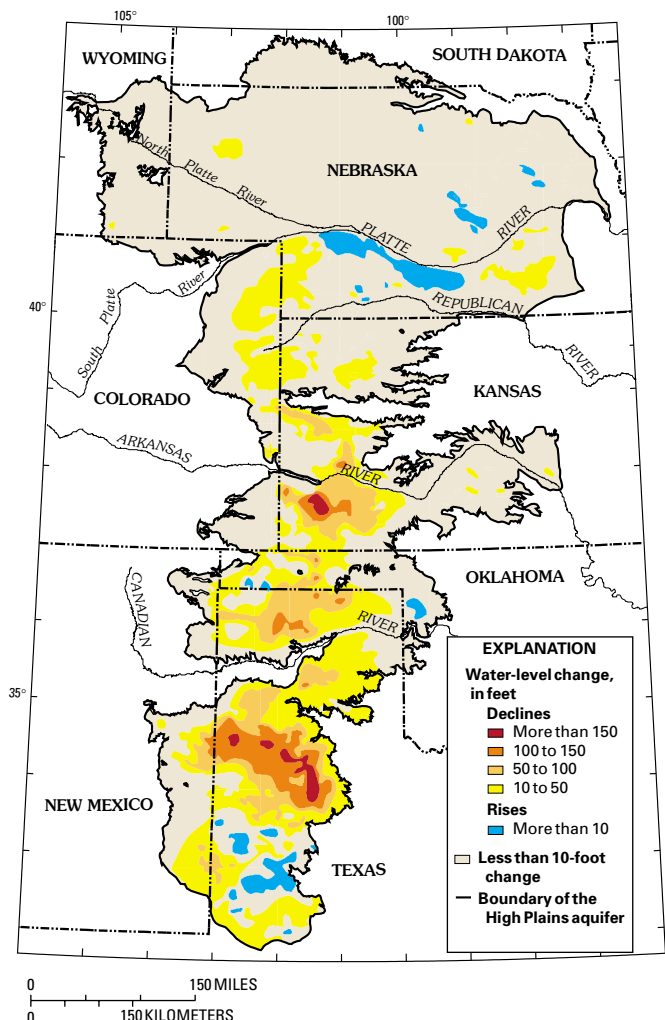 105°
100°
WYOMING
SOUTH DAKOTA
North Platte River
NEBRASKA
PLATTE RIVER
South Platte River
40°
REPUBLICAN RIVER
COLORADO
KANSAS
ARKANSAS RIVER
OKLAHOMA
CANADIAN RIVER
35°
NEW MEXICO
TEXAS
EXPLANATION
Water-level change,
in feet
Declines
More than 150
100 to 150
50 to 100
10 to 50
Rises
More than 10
Less than 10-foot
change
Boundary of the
High Plains aquifer
0 150 MILES
0 150 KILOMETERS